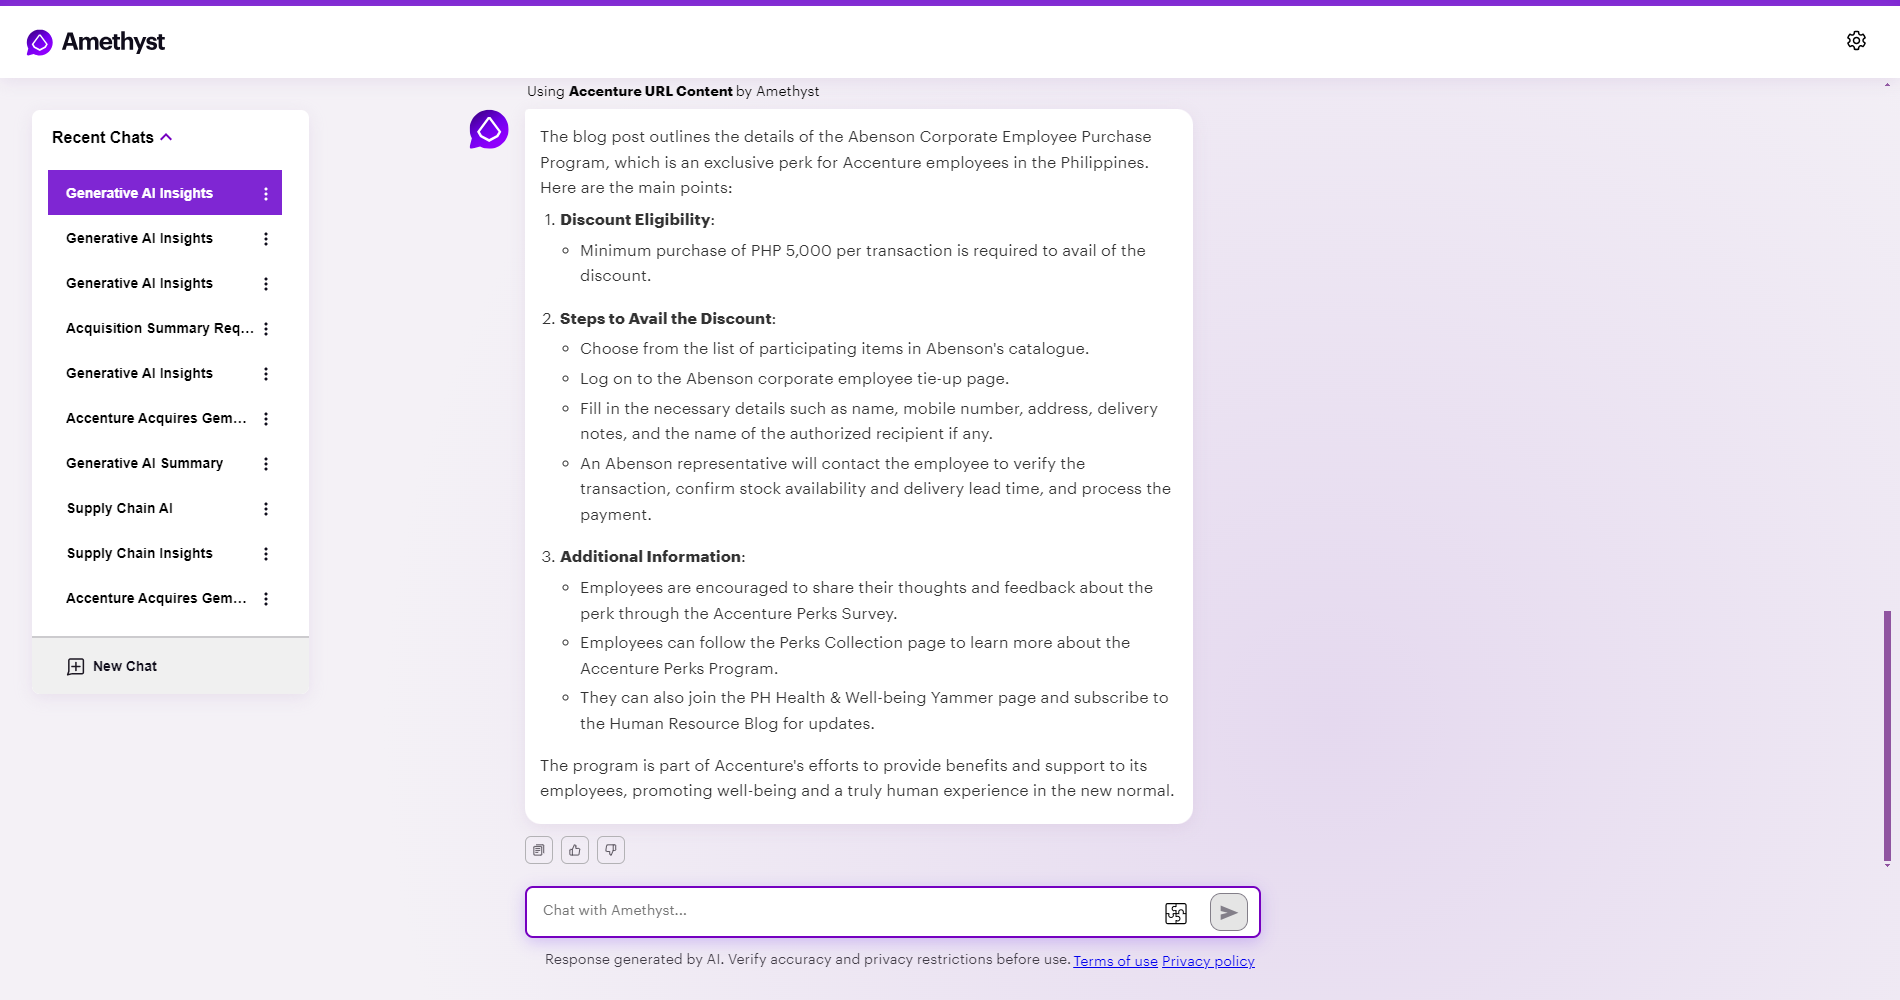 Amethyst
Recent Chats
Generative AI Insights
Generative AI Insights
Generative AI Insights
Acquisition Summary Req...
Generative AI Insights
Accenture Acquires Gem...
Generative AI Summary
Supply Chain AI
Supply Chain Insights
Accenture Acquires Gem...
New Chat
Using Accenture URL Content by Amethyst
The blog post outlines the details of the Abenson Corporate Employee Purchase
Program, which is an exclusive perk for Accenture employees in the Philippines.
Here are the main points:
1. Discount Eligibility:
Minimum purchase of PHP 5,000 per transaction is required to avail of the
discount.
2. Steps to Avail the Discount:
Choose from the list of participating items in Abenson's catalogue.
Log on to the Abenson corporate employee tie-up page.
Fill in the necessary details such as name, mobile number, address, delivery
notes, and the name of the authorized recipient if any.
An Abenson representative will contact the employee to verify the
transaction, confirm stock availability and delivery lead time, and process the
payment.
3. Additional Information:
Employees are encouraged to share their thoughts and feedback about the
perk through the Accenture Perks Survey.
Employees can follow the Perks Collection page to learn more about the
Accenture Perks Program.
They can also join the PH Health & Well-being Yammer page and subscribe to
the Human Resource Blog for updates.
The program is part of Accenture's efforts to provide benefits and support to its
employees, promoting well-being and a truly human experience in the new normal.
Chat with Amethyst...
Response generated by AI. Verify accuracy and privacy restrictions before use. Terms of use Privacy policy